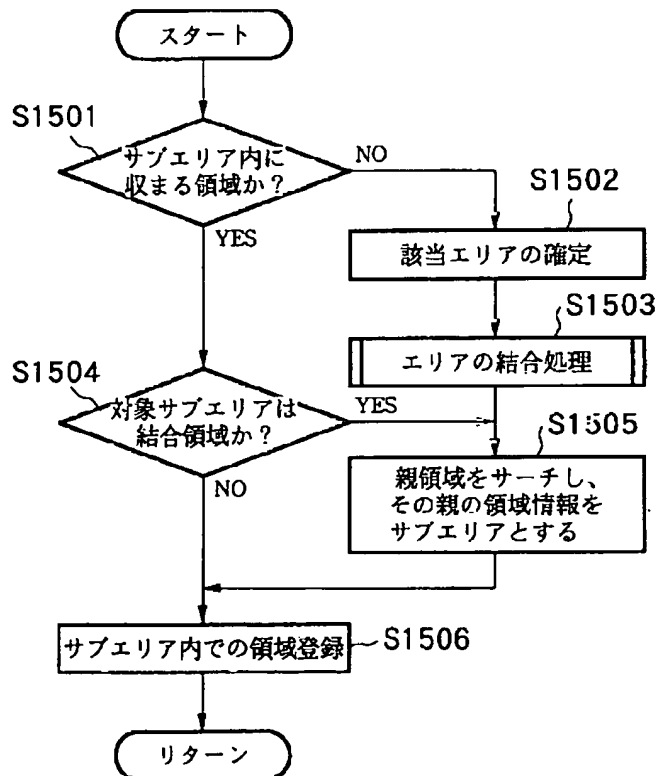 スタート
S1501
サブエリア内に
収まる領域か?
NO
YES
S1502
該当エリアの確定
S1503
エリアの結合処理
S1504
対象サブエリアは
結合領域か?
YES
NO
S1505
親領域をサーチし、
その親の領域情報を
サブエリアとする
サブエリア内での領域登録
S1506
リターン